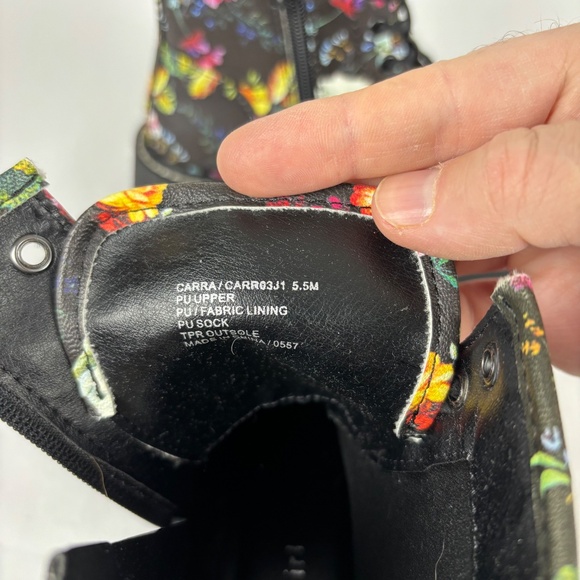 CARRA / CARR03J1 5.5M
PU UPPER
PU / FABRIC LINING
PU SOCK
TPR OUTSOLE
MADE IN CHINA / 0557